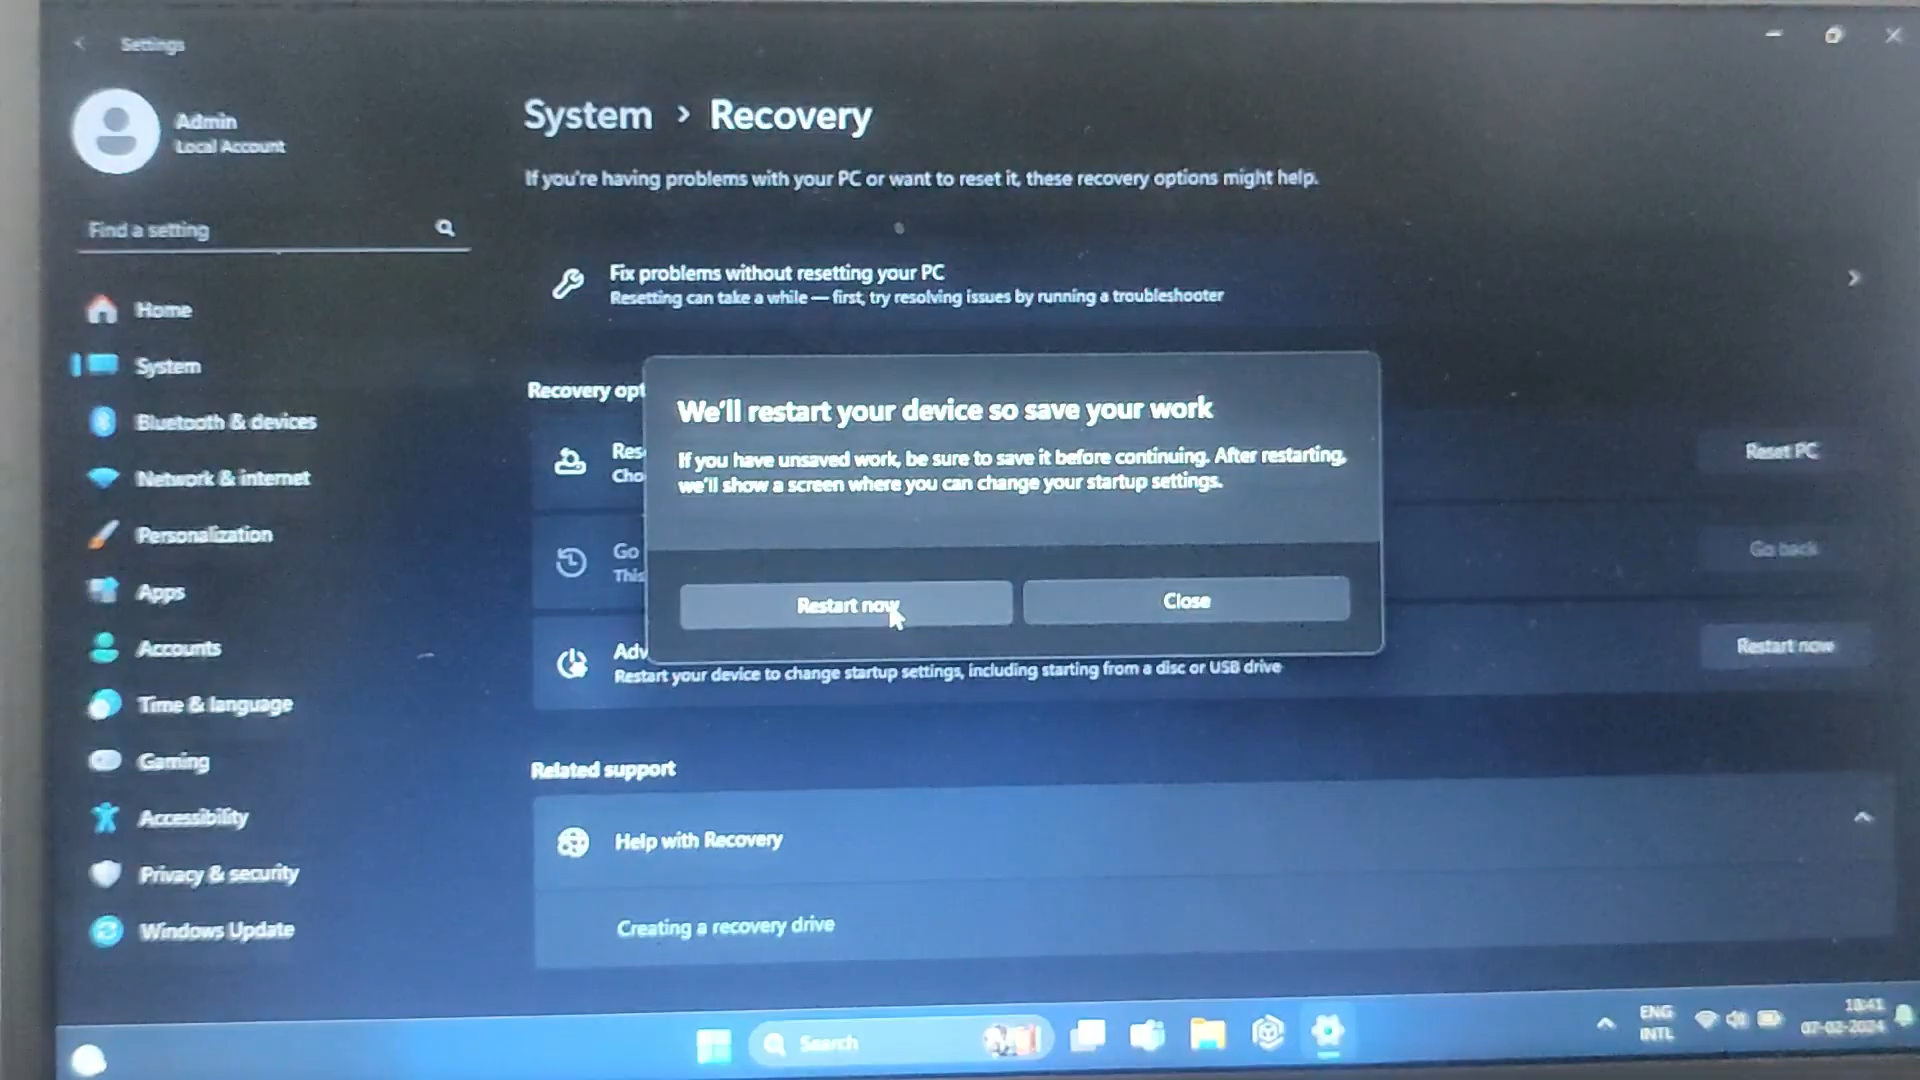 Settings
Admin
Local Account
Find a setting
Home
System
Bluetooth & devices
Network & internet
Personalization
Apps
Accounts
Time & language
Gaming
Accessibility
Privacy & security
Windows Update
System > Recovery
If you're having problems with your PC or want to reset it, these recovery options might help.
Fix problems without resetting your PC
Resetting can take a while — first, try resolving issues by running a troubleshooter
Recovery opt
Res
Cho
Reset PC
Go
This
Go back
Adv
Restart your device to change startup settings, including starting from a disc or USB drive
Restart now
We'll restart your device so save your work
If you have unsaved work, be sure to save it before continuing. After restarting,
we'll show a screen where you can change your startup settings.
Restart now
Close
Related support
Help with Recovery
Creating a recovery drive
Search
ENG
INTL
18:41
07-02-2024